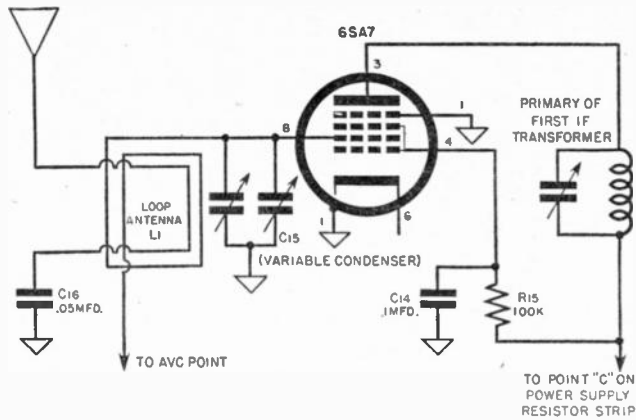 6SA7
3
1
PRIMARY OF
FIRST IF
TRANSFORMER
8
4
LOOP
ANTENNA
L1
C15
(VARIABLE CONDENSER)
1
6
C16
.05MFD.
C14
.1MFD.
R15
100K
TO AVC POINT
TO POINT "C" ON
POWER SUPPLY
RESISTOR STRIP